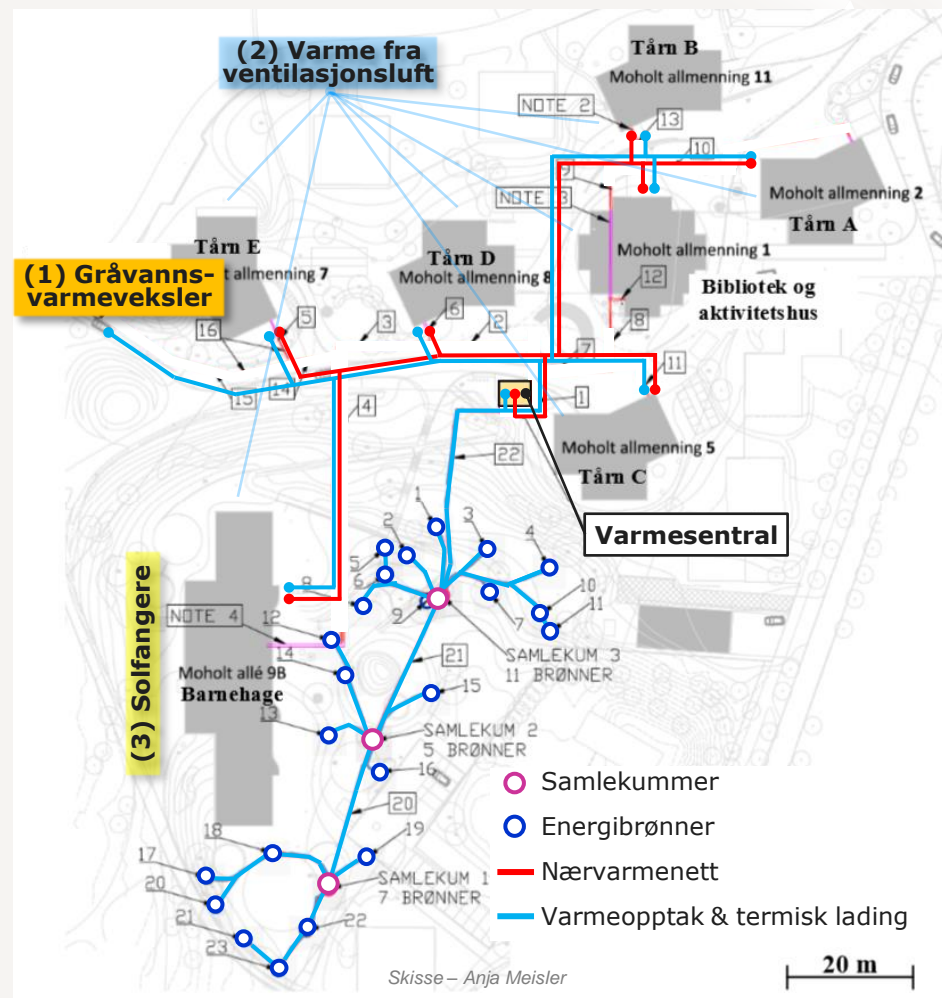 (2) Varme fra
ventilasjonsluft
Tårn B
Moholt allmenning 11
NOTE 2
13
10
9
NOTE 3
Moholt allmenning 2
Tårn A
Tårn E
allmenning 7
Tårn D
Moholt allmenning 8
Moholt allmenning 1
12
Bibliotek og
aktivitetshus
(1) Gråvanns-
varmeveksler
5
6
3
2
8
16
7
15
14
11
4
1
Moholt allmenning 5
Tårn C
22
Varmesentral
1
2
3
4
5
6
10
9
7
11
8
12
NOTE 4
14
SAMLEKUM 3
11 BRØNNER
21
Moholt allé 9B
Barnehage
(3) Solfangere
15
13
SAMLEKUM 2
5 BRØNNER
16
20
18
19
17
SAMLEKUM 1
7 BRØNNER
20
21
22
23
Samlekummer
Energibrønner
Nærvarmenett
Varmeopptak & termisk lading
Skisse – Anja Meisler
20 m